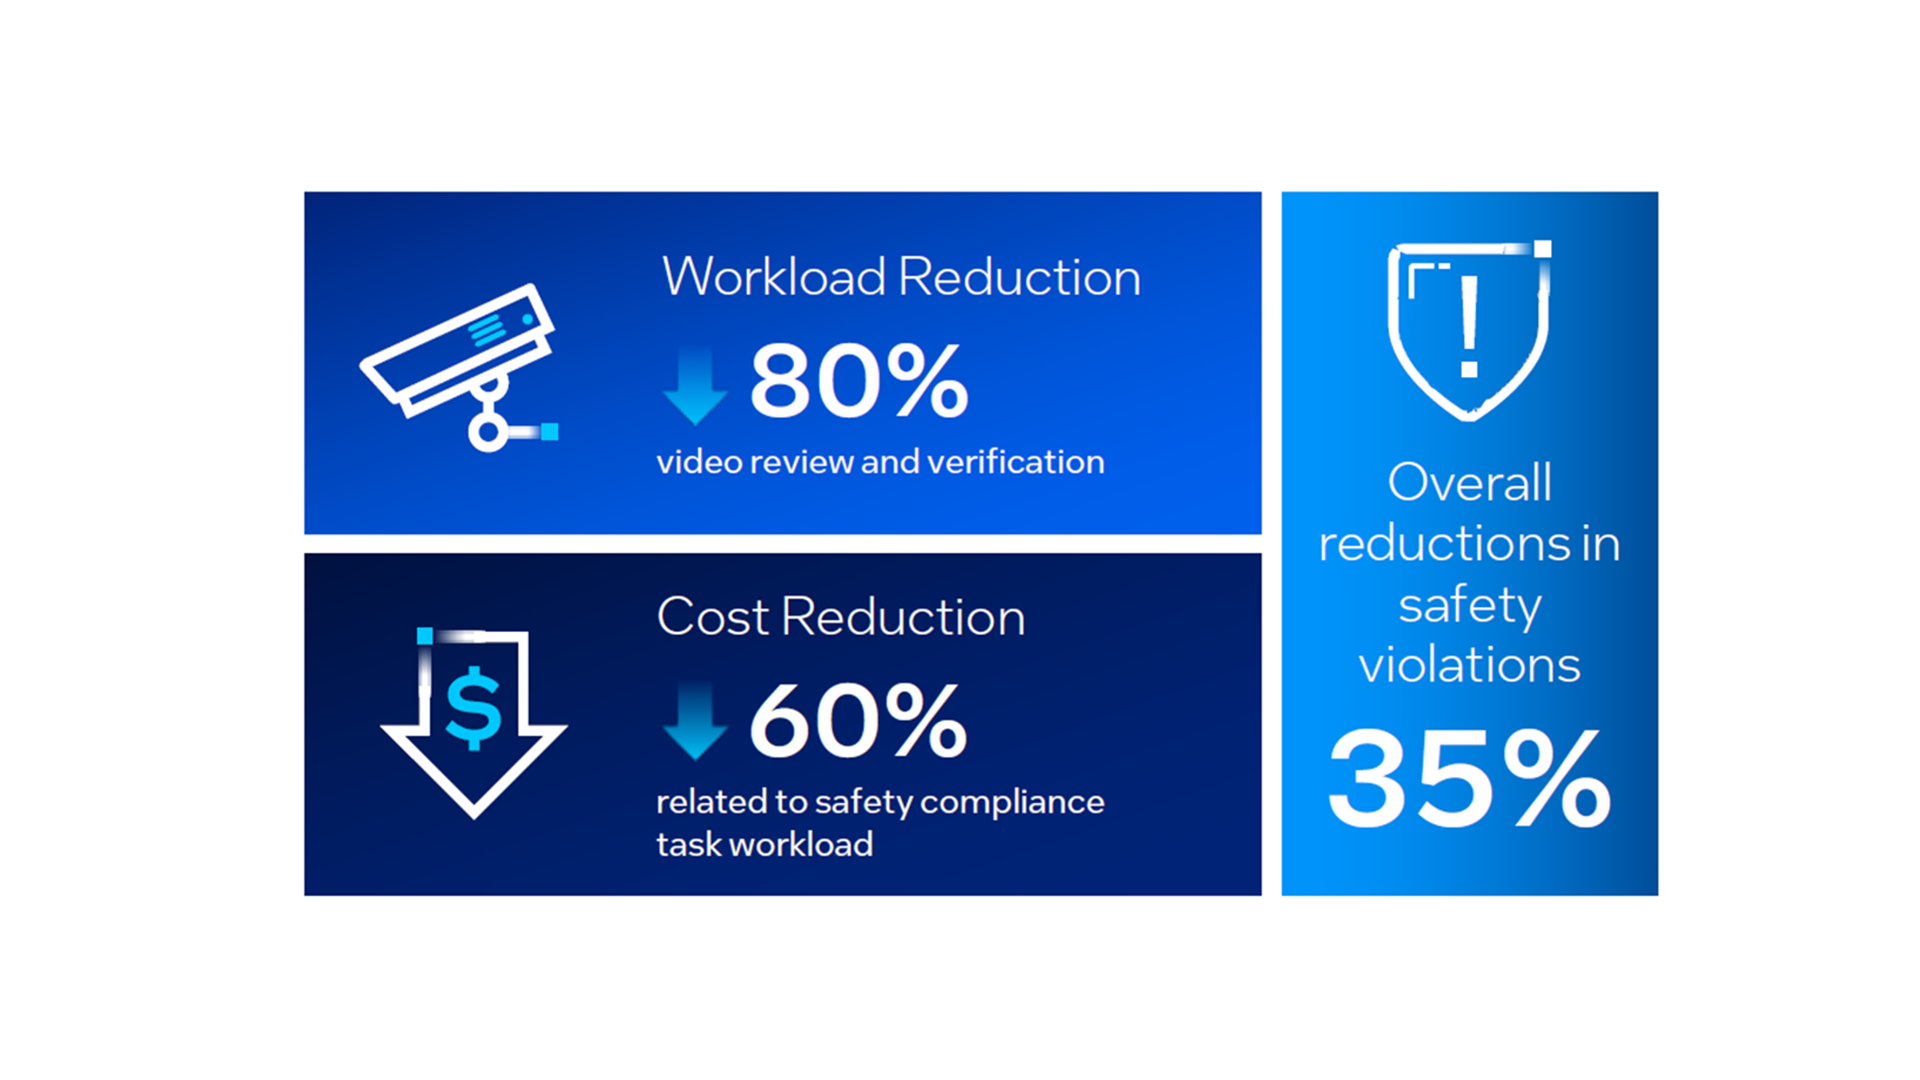 Workload Reduction
80%
video review and verification
Cost Reduction
$
60%
related to safety compliance
task workload
!
Overall
reductions in
safety
violations
35%